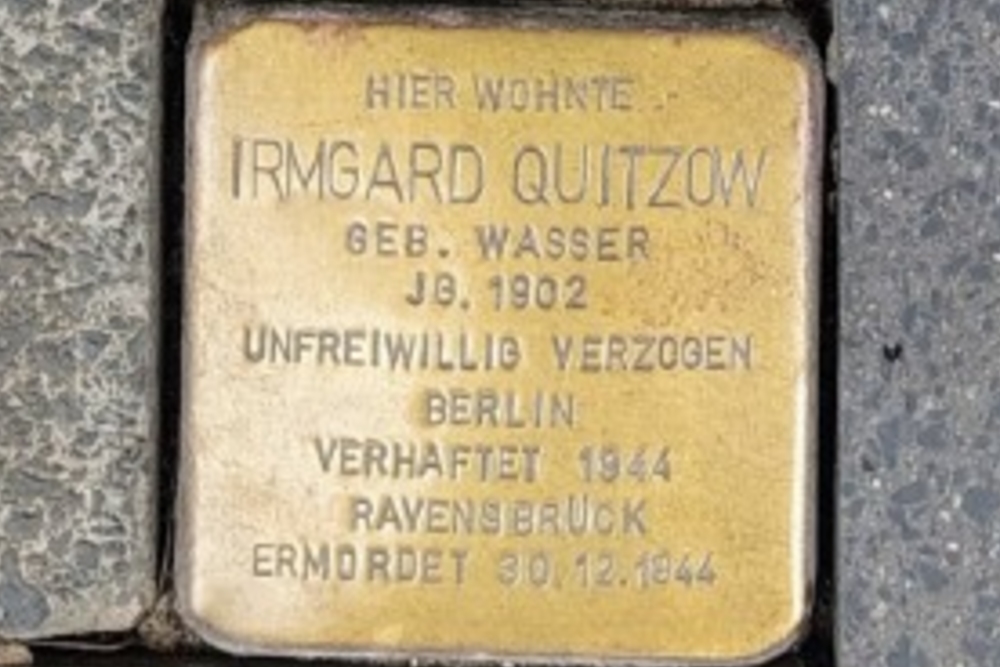 HIER WOHNTE
IRMGARD QUITZOW
GEB. WASSER
JG. 1902
UNFREIWILLIG VERZOGEN
BERLIN
VERHAFTET 1944
RAVENSBRÜCK
ERMORDET 30.12.1944